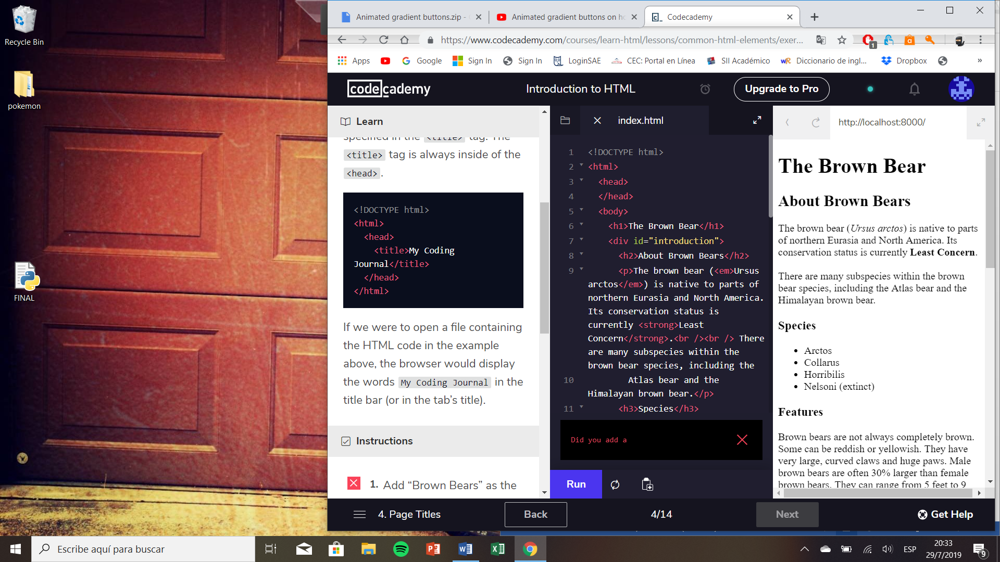 Recycle Bin
pokemon
FINAL
Animated gradient buttons.zip -
Animated gradient buttons on h
Codecademy
https://www.codecademy.com/courses/learn-html/lessons/common-html-elements/exer...
1
Apps
Google
Sign In
Sign In
LoginSAE
CEC: Portal en Línea
SII Académico
Diccionario de ingl...
Dropbox
»
codecademy
Introduction to HTML
Upgrade to Pro
Learn
specified in the <title> tag. The
<title> tag is always inside of the
<head>.
<!DOCTYPE html>
<html>
<head>
<title>My Coding
Journal</title>
</head>
</html>
If we were to open a file containing
the HTML code in the example
above, the browser would display
the words My Coding Journal in the
title bar (or in the tab’s title).
Instructions
1. Add “Brown Bears” as the
index.html
1 <!DOCTYPE html>
2 <html>
3 <head>
4 </head>
5 <body>
6 <h1>The Brown Bear</h1>
7 <div id="introduction">
8 <h2>About Brown Bears</h2>
9 <p>The brown bear (<em>Ursus
arctos</em>) is native to parts of
northern Eurasia and North America.
Its conservation status is
currently <strong>Least
Concern</strong>.<br /><br /> There
are many subspecies within the
brown bear species, including the
10 Atlas bear and the
Himalayan brown bear.</p>
11 <h3>Species</h3>
Did you add a
Run
http://localhost:8000/
The Brown Bear
About Brown Bears
The brown bear (Ursus arctos) is native to parts
of northern Eurasia and North America. Its
conservation status is currently Least Concern.
There are many subspecies within the brown
bear species, including the Atlas bear and the
Himalayan brown bear.
Species
Arctos
Collarus
Horribilis
Nelsoni (extinct)
Features
Brown bears are not always completely brown.
Some can be reddish or yellowish. They have
very large, curved claws and huge paws. Male
brown bears are often 30% larger than female
brown bears. They can range from 5 feet to 9
4. Page Titles
Back
4/14
Next
Get Help
Escribe aquí para buscar
ESP
20:33
29/7/2019
9